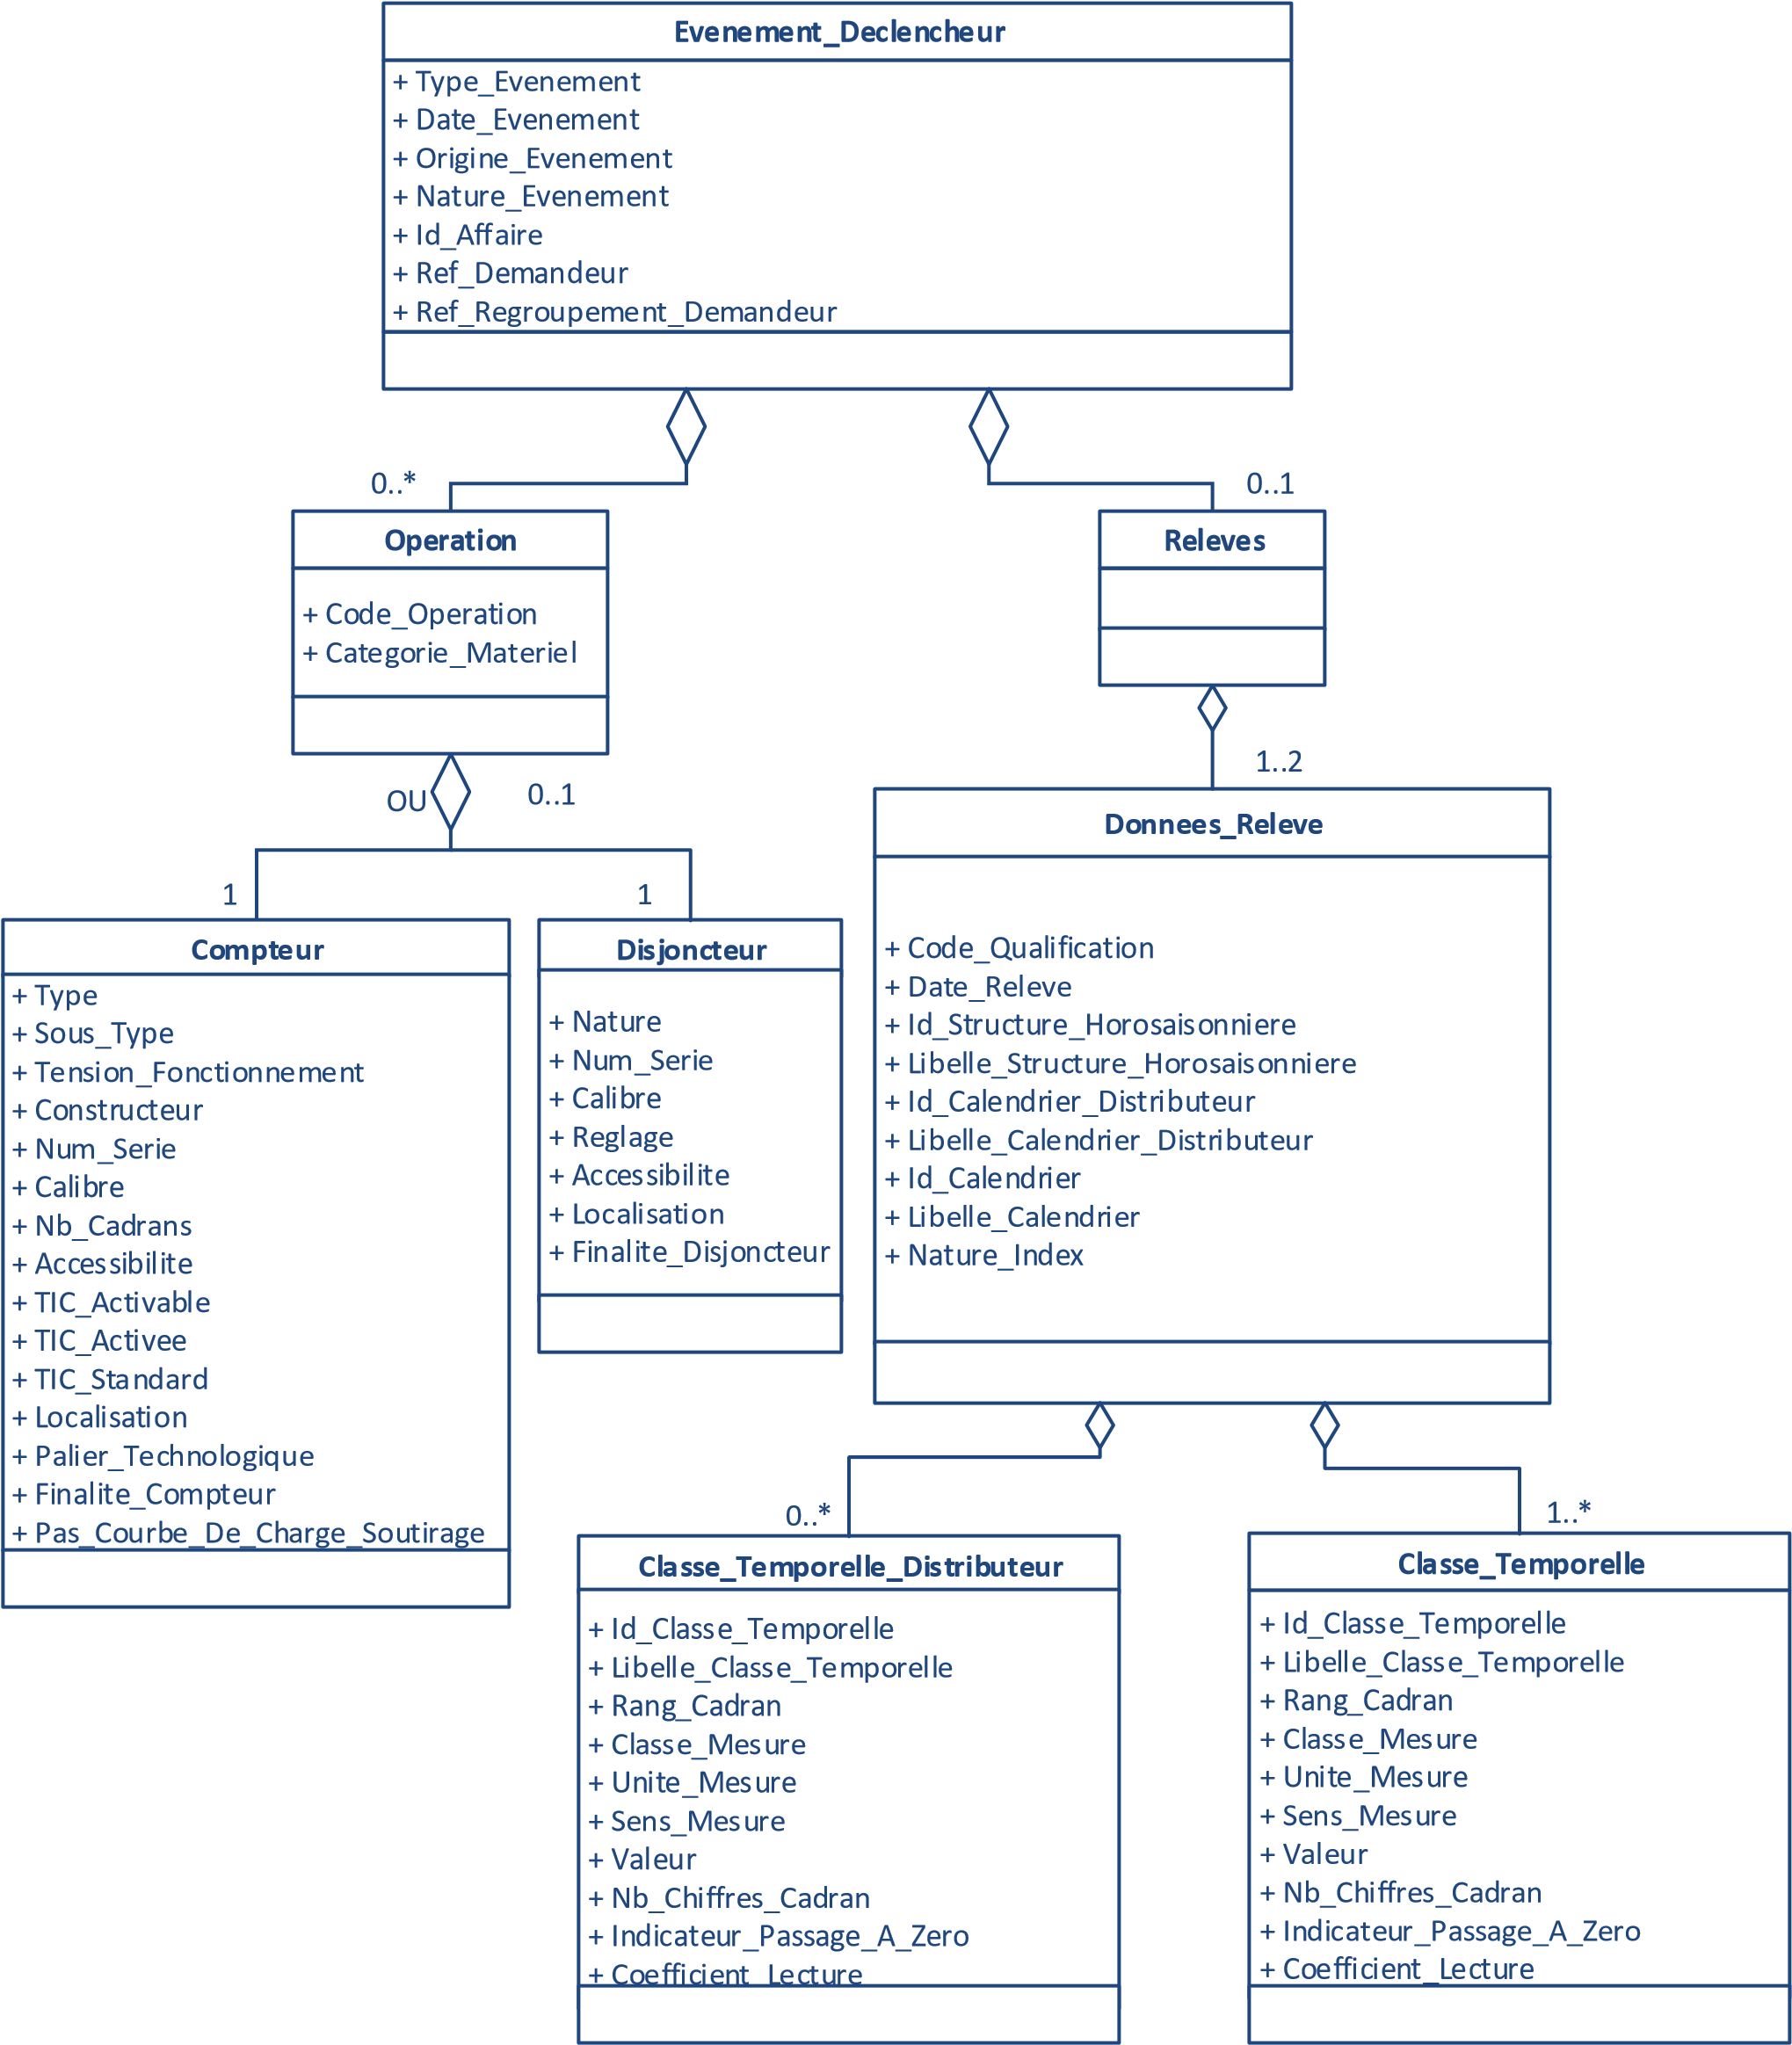 Evenement_Declencheur
+ Type_Evenement
+ Date_Evenement
+ Origine_Evenement
+ Nature_Evenement
+ Id_Affaire
+ Ref_Demandeur
+ Ref_Regroupement_Demandeur
0..*
0..1
Operation
+ Code_Operation
+ Categorie_Materiel
Releves
OU
0..1
1..2
1
1
Compteur
+ Type
+ Sous_Type
+ Tension_Fonctionnement
+ Constructeur
+ Num_Serie
+ Calibre
+ Nb_Cadrans
+ Accessibilite
+ TIC_Activable
+ TIC_Activee
+ TIC_Standard
+ Localisation
+ Palier_Technologique
+ Finalite_Compteur
+ Pas_Courbe_De_Charge_Soutirage
Disjoncteur
+ Nature
+ Num_Serie
+ Calibre
+ Reglage
+ Accessibilite
+ Localisation
+ Finalite_Disjoncteur
Donnees_Releve
+ Code_Qualification
+ Date_Releve
+ Id_Structure_Horosaisonniere
+ Libelle_Structure_Horosaisonniere
+ Id_Calendrier_Distributeur
+ Libelle_Calendrier_Distributeur
+ Id_Calendrier
+ Libelle_Calendrier
+ Nature_Index
0..*
1..*
Classe_Temporelle_Distributeur
+ Id_Classe_Temporelle
+ Libelle_Classe_Temporelle
+ Rang_Cadran
+ Classe_Mesure
+ Unite_Mesure
+ Sens_Mesure
+ Valeur
+ Nb_Chiffres_Cadran
+ Indicateur_Passage_A_Zero
+ Coefficient_Lecture
Classe_Temporelle
+ Id_Classe_Temporelle
+ Libelle_Classe_Temporelle
+ Rang_Cadran
+ Classe_Mesure
+ Unite_Mesure
+ Sens_Mesure
+ Valeur
+ Nb_Chiffres_Cadran
+ Indicateur_Passage_A_Zero
+ Coefficient_Lecture